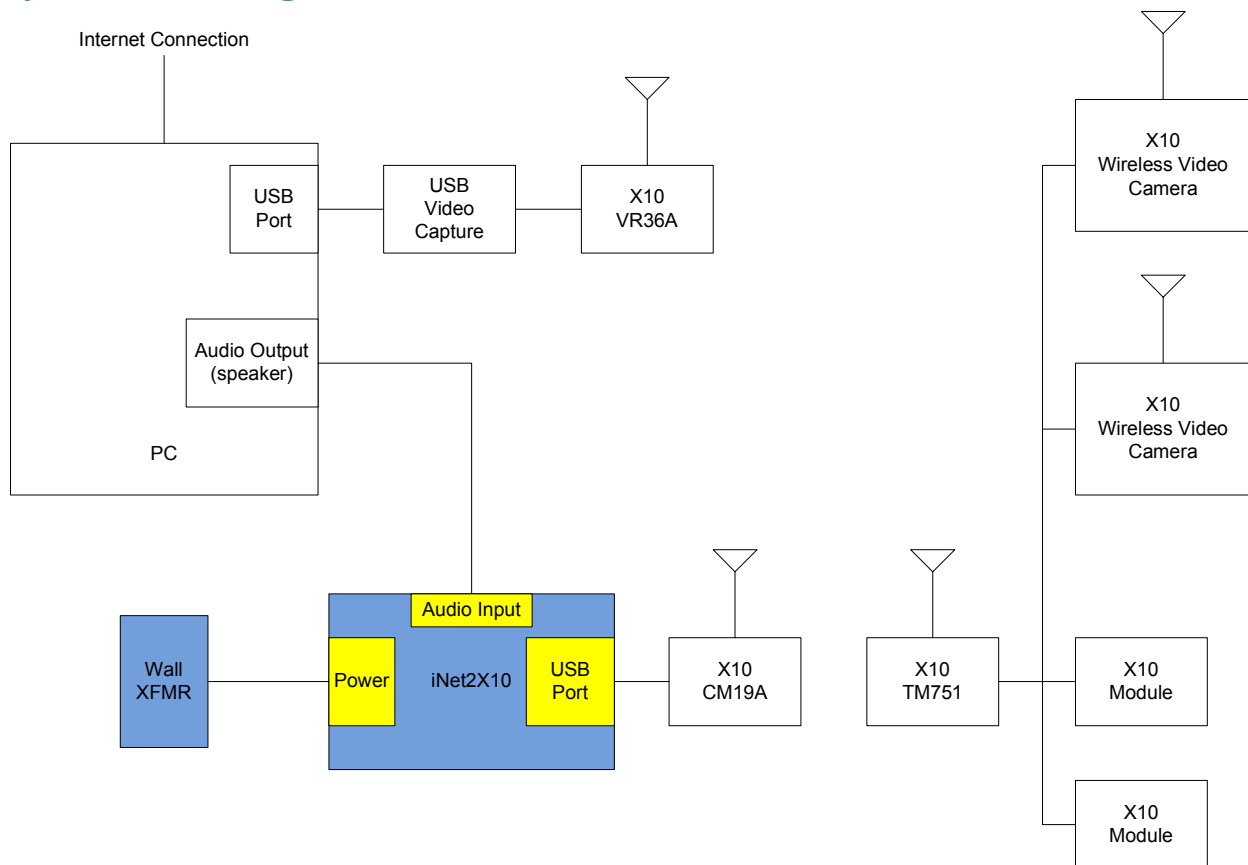 Internet Connection
USB
Port
USB
Video
Capture
X10
VR36A
X10
Wireless Video
Camera
Audio Output
(speaker)
PC
X10
Wireless Video
Camera
Wall
XFMR
Power
Audio Input
iNet2X10
USB
Port
X10
CM19A
X10
TM751
X10
Module
X10
Module